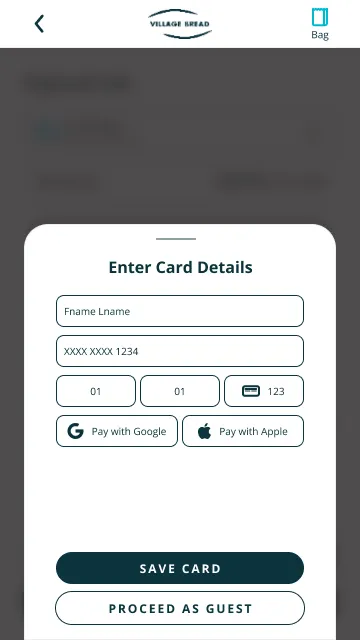 VILLAGE BREAD
Bag
Enter Card Details
Fname Lname
XXXX XXXX 1234
01 01 123
Pay with Google Pay with Apple
SAVE CARD
PROCEED AS GUEST